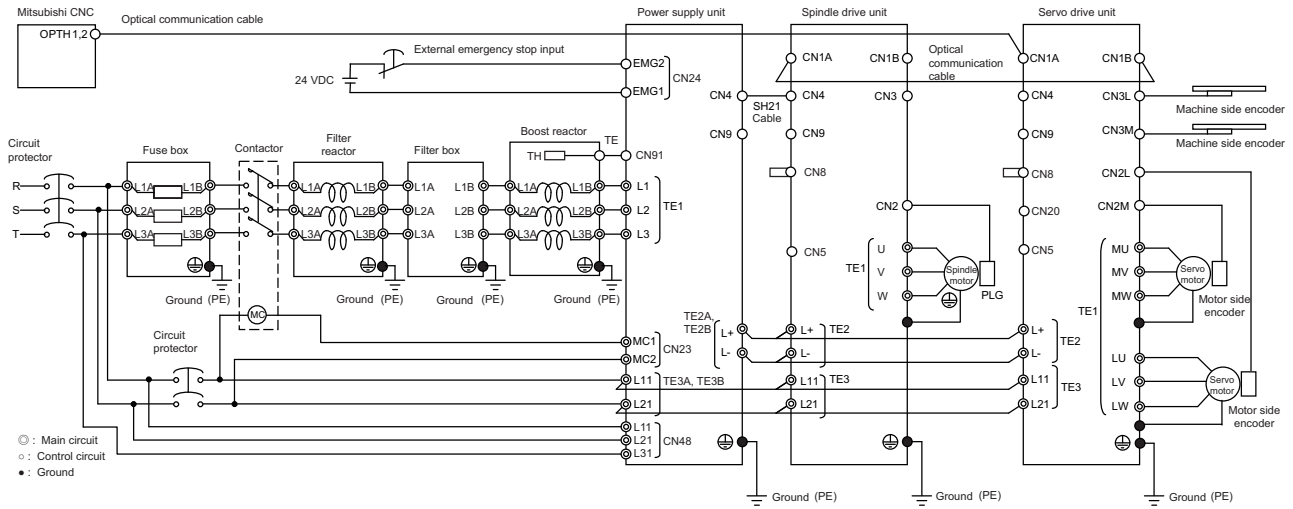 Mitsubishi CNC
Optical communication cable
Power supply unit
Spindle drive unit
Servo drive unit
OPTH1,2
External emergency stop input
24 VDC
EMG2
EMG1
CN24
CN1A
CN1B
Optical
communication
cable
CN1A
CN1B
CN4
SH21
Cable
CN4
CN3
CN4
CN3L
Machine side encoder
CN9
CN9
CN9
CN3M
Machine side encoder
Circuit
protector
Fuse box
Contactor
Filter
reactor
Filter box
Boost reactor
TE
TH
CN91
CN8
CN8
CN2L
R
L1A
L1B
L1A
L1B
L1A
L1B
L1A
L1B
L1
S
L2A
L2B
L2A
L2B
L2A
L2B
L2A
L2B
L2
TE1
T
L3A
L3B
L3A
L3B
L3A
L3B
L3A
L3B
L3
CN2
CN20
CN2M
CN5
CN5
TE1
U
V
W
Spindle
motor
PLG
TE1
MU
MV
MW
Servo
motor
Motor side
encoder
Ground (PE)
Ground (PE)
Ground (PE)
Ground (PE)
MC
Circuit
protector
MC1
MC2
CN23
TE2A,
TE2B
L+
L-
L+
L-
TE2
L+
L-
TE2
L11
L21
TE3A, TE3B
L11
L21
TE3
L11
L21
TE3
LU
LV
LW
Servo
motor
Motor side
encoder
L11
L21
L31
CN48
◎ : Main circuit
○ : Control circuit
● : Ground
Ground (PE)
Ground (PE)
Ground (PE)